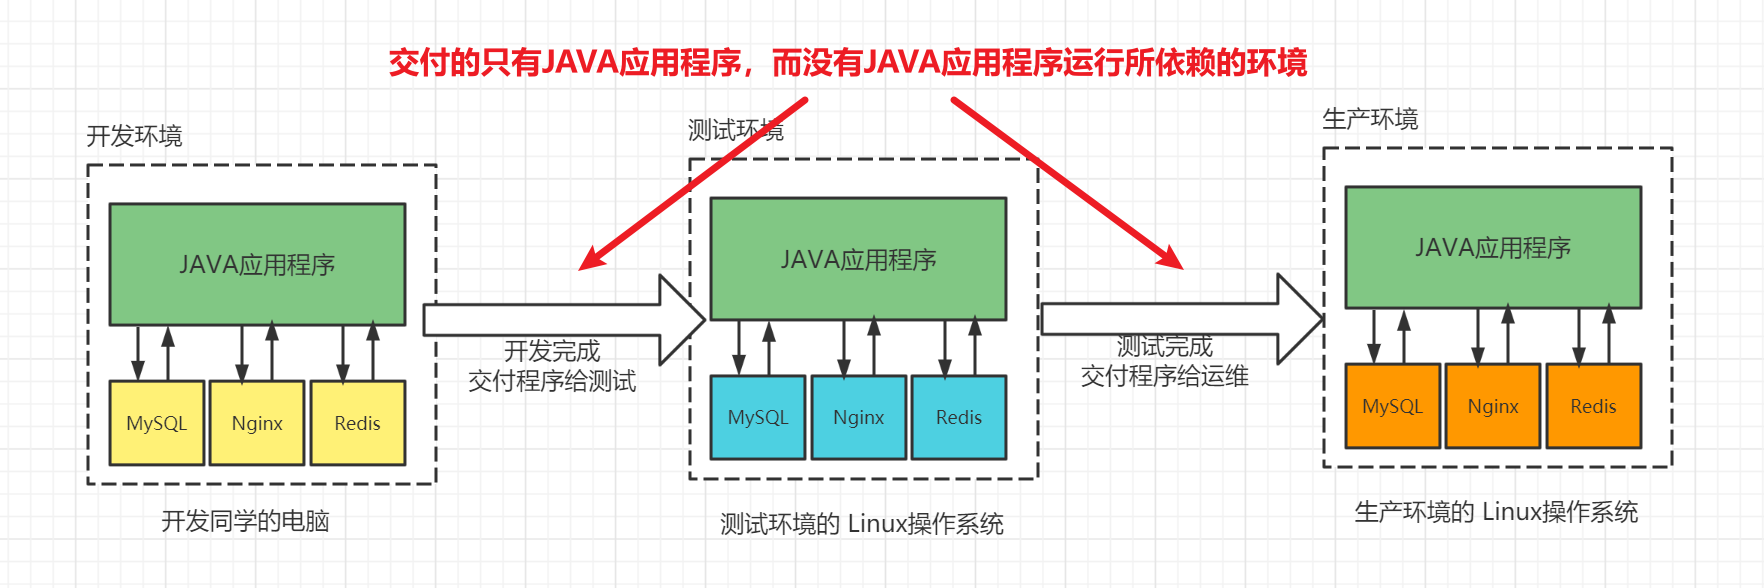 交付的只有JAVA应用程序，而没有JAVA应用程序运行所依赖的环境
开发环境
测试环境
生产环境
JAVA应用程序
JAVA应用程序
JAVA应用程序
开发完成
交付程序给测试
测试完成
交付程序给运维
MySQL
Nginx
Redis
MySQL
Nginx
Redis
MySQL
Nginx
Redis
开发同学的电脑
测试环境的 Linux操作系统
生产环境的 Linux操作系统